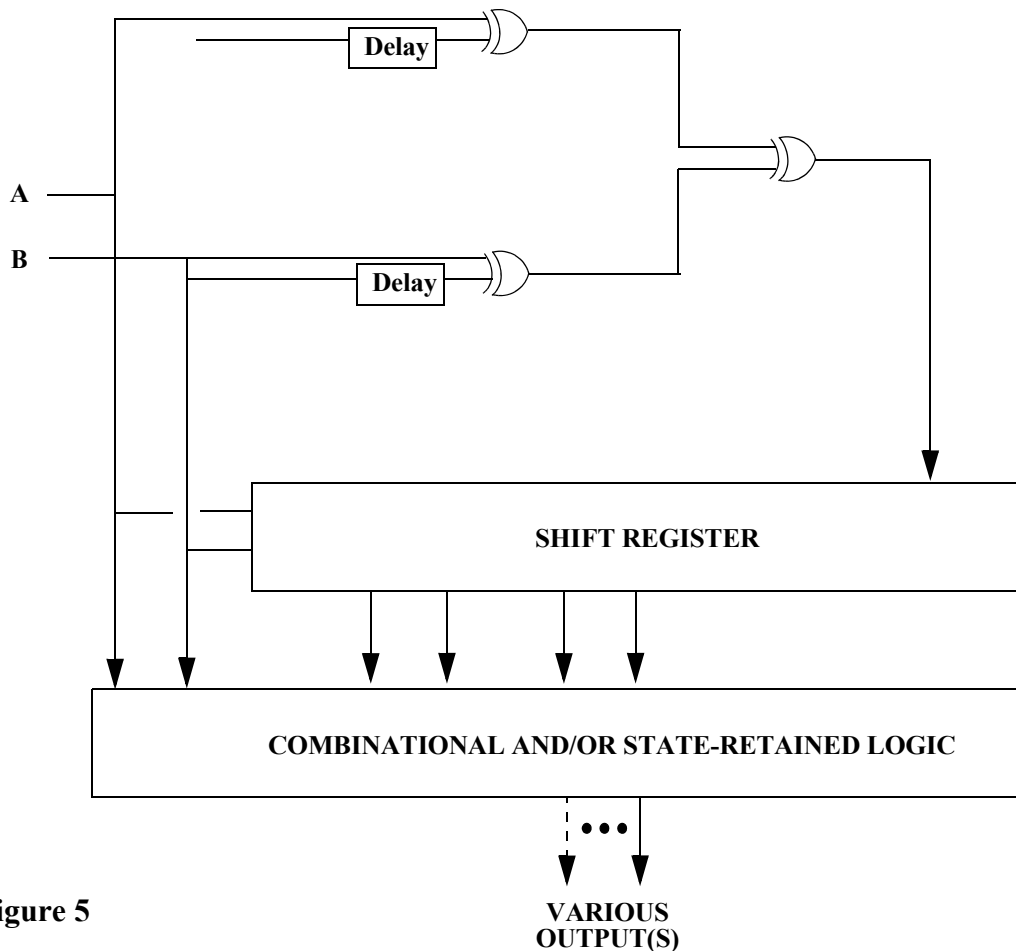 Delay
A
B
Delay
SHIFT REGISTER
COMBINATIONAL AND/OR STATE-RETAINED LOGIC
igure 5
VARIOUS
OUTPUT(S)